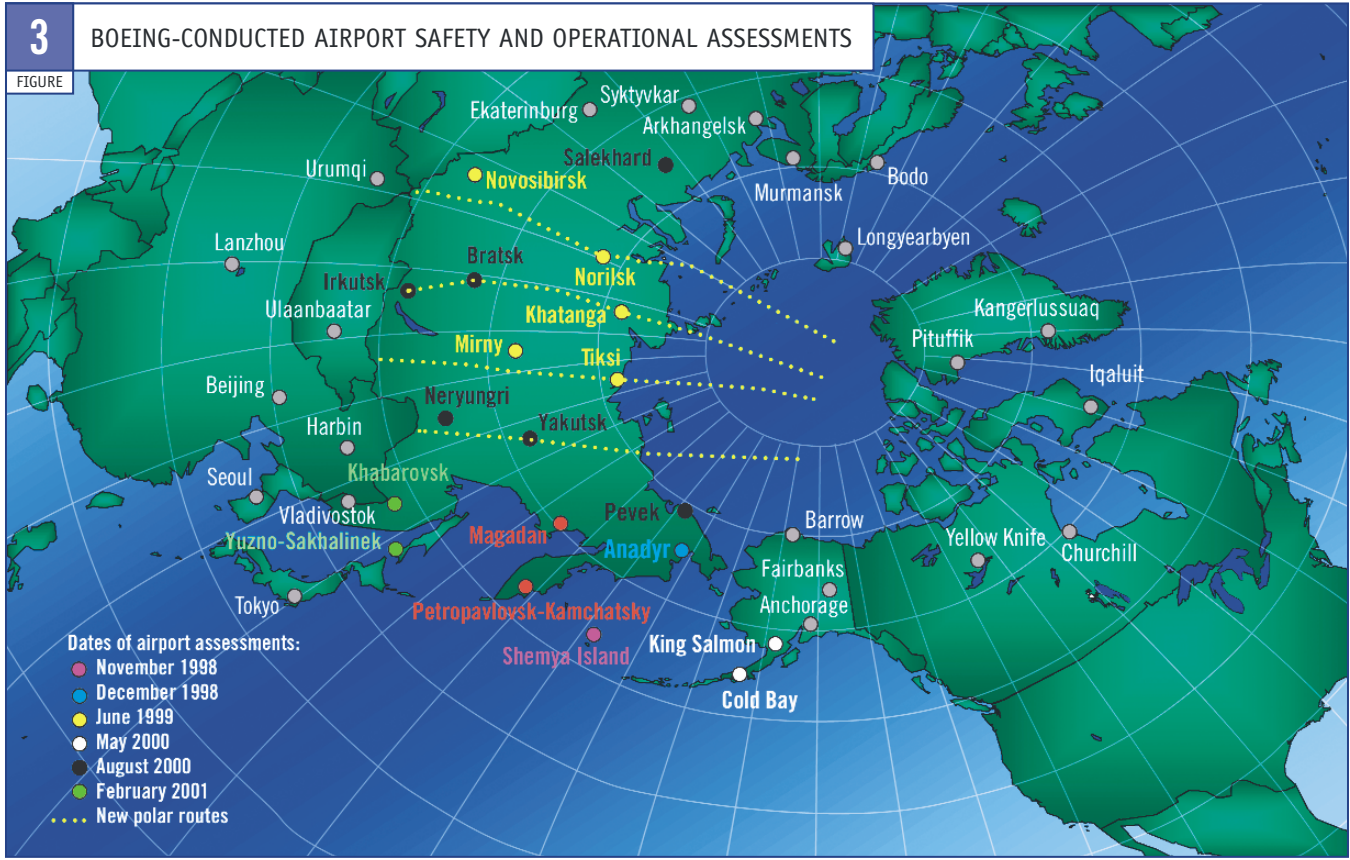 3
BOEING-CONDUCTED AIRPORT SAFETY AND OPERATIONAL ASSESSMENTS
FIGURE
Syktyvkar
Ekaterinburg
Arkhangelsk
Salekhard
Urumqi
Novosibirsk
Murmansk
Bodo
Lanzhou
Longyearbyen
Bratsk
Norilsk
Irkutsk
Ulaanbaatar
Khatanga
Kangerlussuaq
Pituffik
Mirny
Tiksi
Iqaluit
Beijing
Neryungri
Yakutsk
Harbin
Khabarovsk
Seoul
Vladivostok
Pevek
Barrow
Magadan
Yuzno-Sakhalinek
Anadyr
Yellow Knife
Churchill
Fairbanks
Tokyo
Anchorage
Petropavlovsk-Kamchatsky
King Salmon
Shemya Island
Cold Bay
Dates of airport assessments:
November 1998
December 1998
June 1999
May 2000
August 2000
February 2001
New polar routes